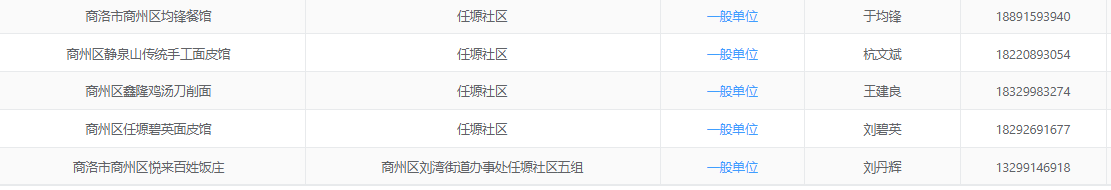 商洛市商州区均锋餐馆 任塬社区 一般单位 于均锋 18891593940
商州区静泉山传统手工面皮馆 任塬社区 一般单位 杭文斌 18220893054
商州区鑫隆鸡汤刀削面 任塬社区 一般单位 王建良 18329983274
商州区任塬碧英面皮馆 任塬社区 一般单位 刘碧英 18292691677
商洛市商州区悦来百姓饭庄 商州区刘湾街道办事处任塬社区五组 一般单位 刘丹辉 13299146918